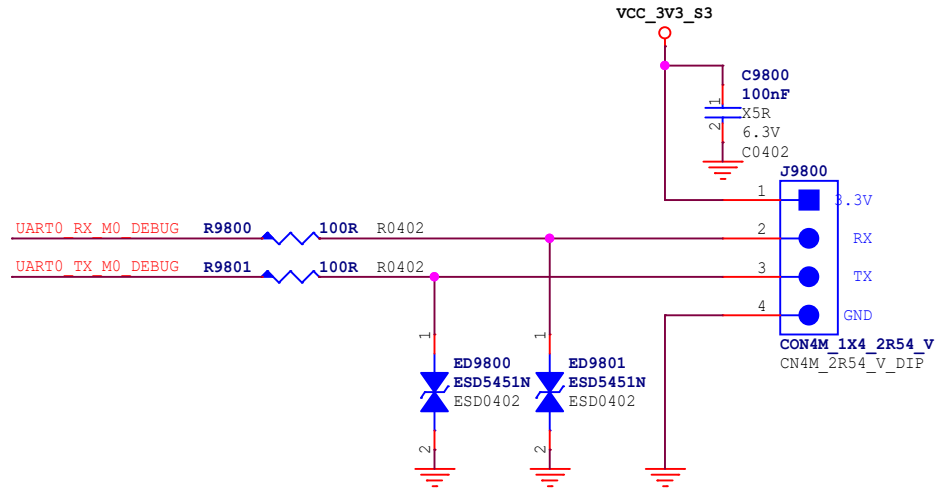 VCC_3V3_S3
C9800
100nF
1
X5R
2
6.3V
C0402
J9800
1
3.3V
UART0_RX_M0_DEBUG R9800 100R R0402
2
RX
UART0_TX_M0_DEBUG R9801 100R R0402
3
TX
4
GND
CON4M_1X4_2R54_V
CN4M_2R54_V_DIP
1
1
ED9800
ESD5451N
ESD0402
ED9801
ESD5451N
ESD0402
2
2